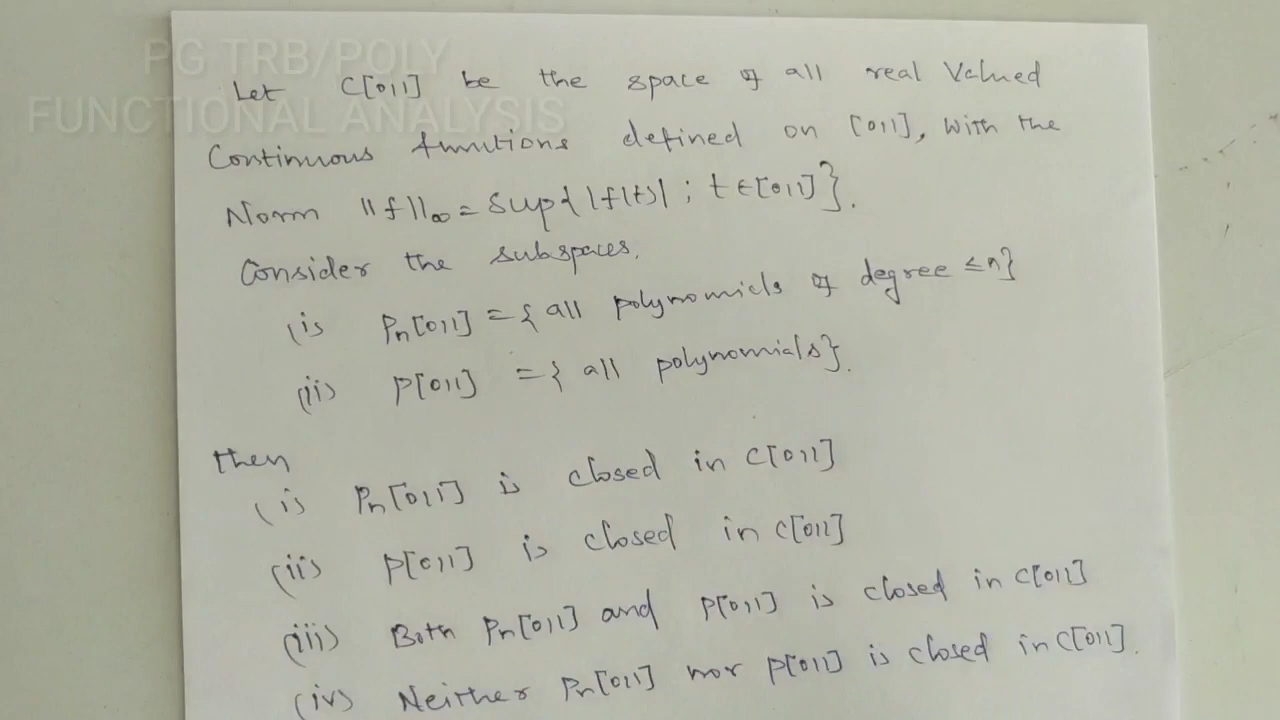 PG TRB/POLY
FUNCTIONAL ANALYSIS
Let C[0,1] be the space of all real Valued
Continuous functions defined on [0,1], with the
Norm ||f||∞ = Sup{ |f(t)| ; t ∈ [0,1] }.
Consider the subspaces.
(i) Pn[0,1] = { all polynomials of degree ≤ n}
(ii) P[0,1] = { all polynomials}.
then
(i) Pn[0,1] is closed in C[0,1]
(ii) P[0,1] is closed in C[0,1]
(iii) Both Pn[0,1] and P[0,1] is closed in C[0,1]
(iv) Neither Pn[0,1] nor P[0,1] is closed in C[0,1].